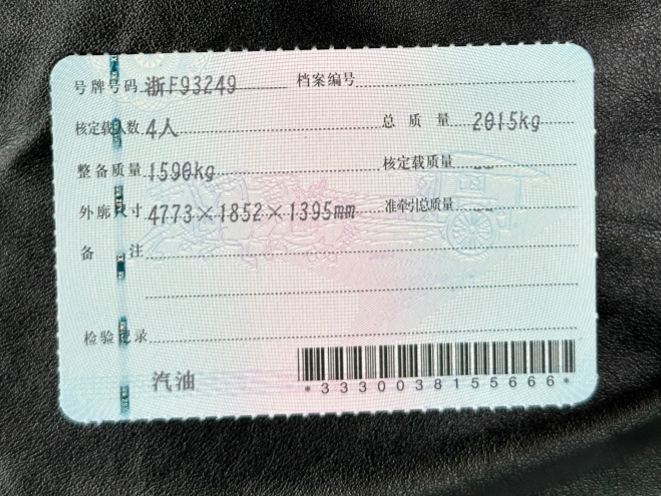 号牌号码 浙F93249 档案编号
核定载人数 4人 总质量 2015kg
整备质量 1590kg 核定载质量 --
外廓尺寸 4773×1852×1395mm 准牵引总质量 --
备注
检验记录
汽油
*3330038155666*